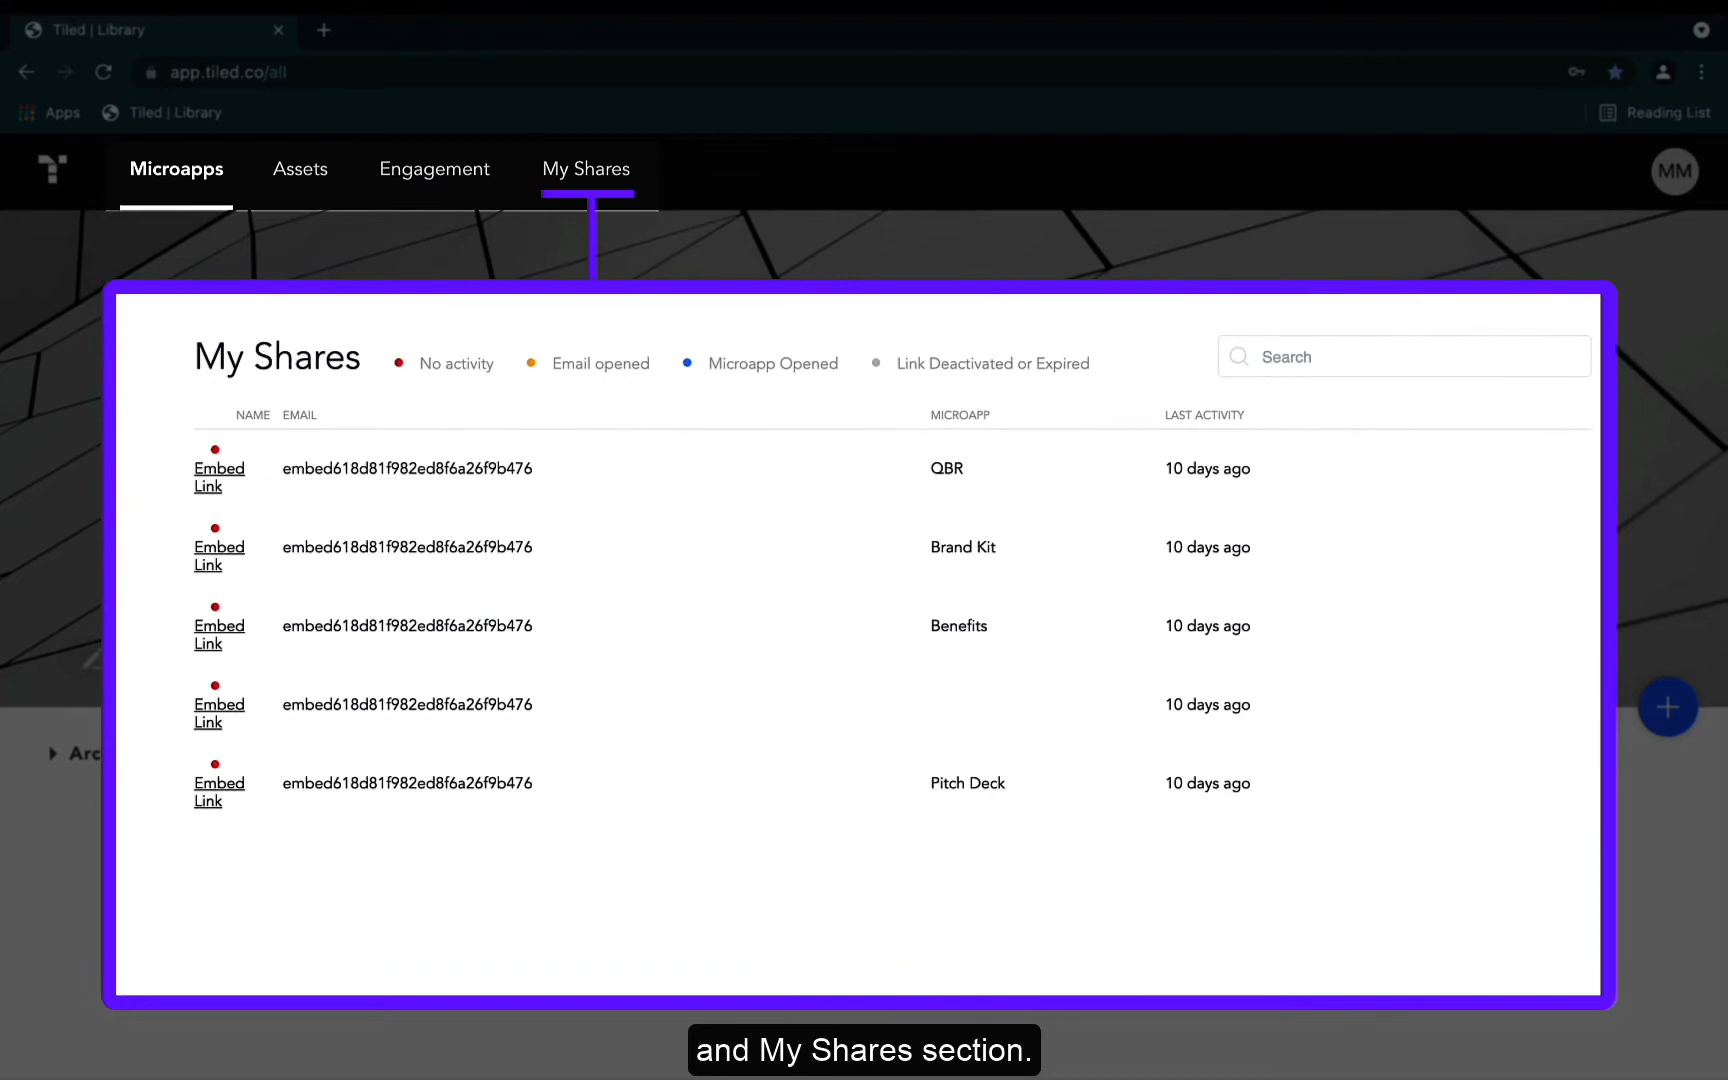 Tiled | Library
app.tiled.co/all
Apps Tiled | Library Reading List
Microapps Assets Engagement My Shares MM
My Shares No activity Email opened Microapp Opened Link Deactivated or Expired Search
NAME EMAIL MICROAPP LAST ACTIVITY
Embed Link embed618d81f982ed8f6a26f9b476 QBR 10 days ago
Embed Link embed618d81f982ed8f6a26f9b476 Brand Kit 10 days ago
Embed Link embed618d81f982ed8f6a26f9b476 Benefits 10 days ago
Embed Link embed618d81f982ed8f6a26f9b476 10 days ago
Arc
Embed Link embed618d81f982ed8f6a26f9b476 Pitch Deck 10 days ago
and My Shares section.